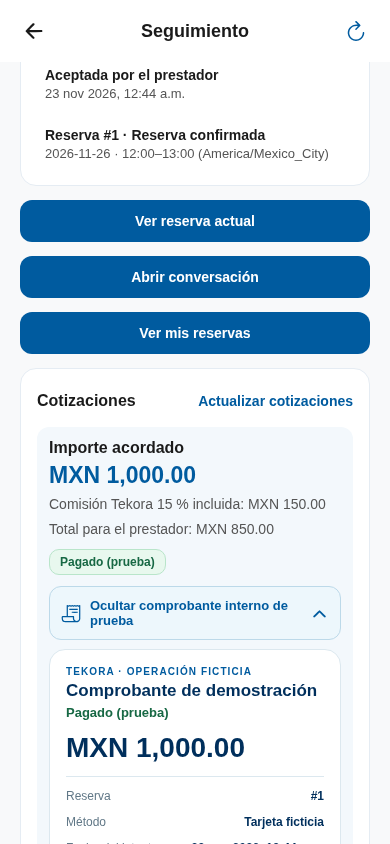 Seguimiento
Aceptada por el prestador
23 nov 2026, 12:44 a.m.
Reserva #1 · Reserva confirmada
2026-11-26 · 12:00–13:00 (America/Mexico_City)
Ver reserva actual
Abrir conversación
Ver mis reservas
Cotizaciones
Actualizar cotizaciones
Importe acordado
MXN 1,000.00
Comisión Tekora 15 % incluida: MXN 150.00
Total para el prestador: MXN 850.00
Pagado (prueba)
Ocultar comprobante interno de
prueba
TEKORA · OPERACIÓN FICTICIA
Comprobante de demostración
Pagado (prueba)
MXN 1,000.00
Reserva #1
Método Tarjeta ficticia